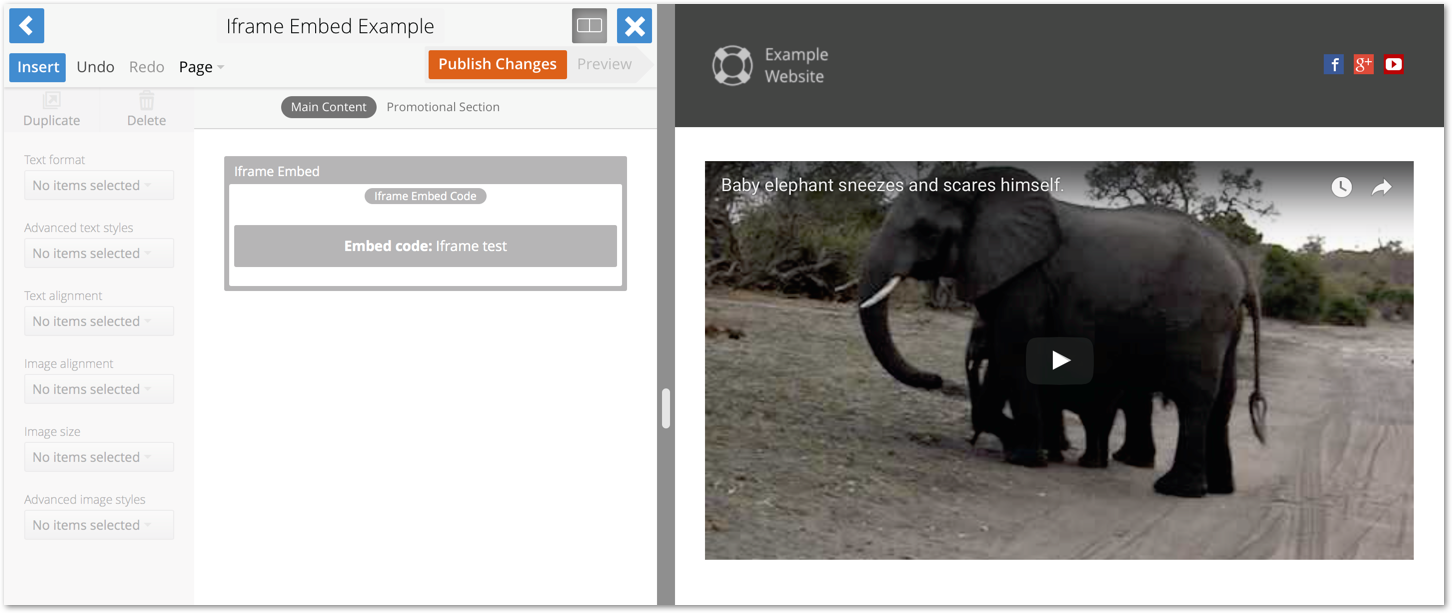 Iframe Embed Example
Insert Undo Redo Page
Publish Changes Preview
Duplicate Delete
Main Content Promotional Section
Text format
No items selected
Advanced text styles
No items selected
Text alignment
No items selected
Image alignment
No items selected
Image size
No items selected
Advanced image styles
No items selected
Iframe Embed
Iframe Embed Code
Embed code: Iframe test
Example
Website
f g+
Baby elephant sneezes and scares himself.